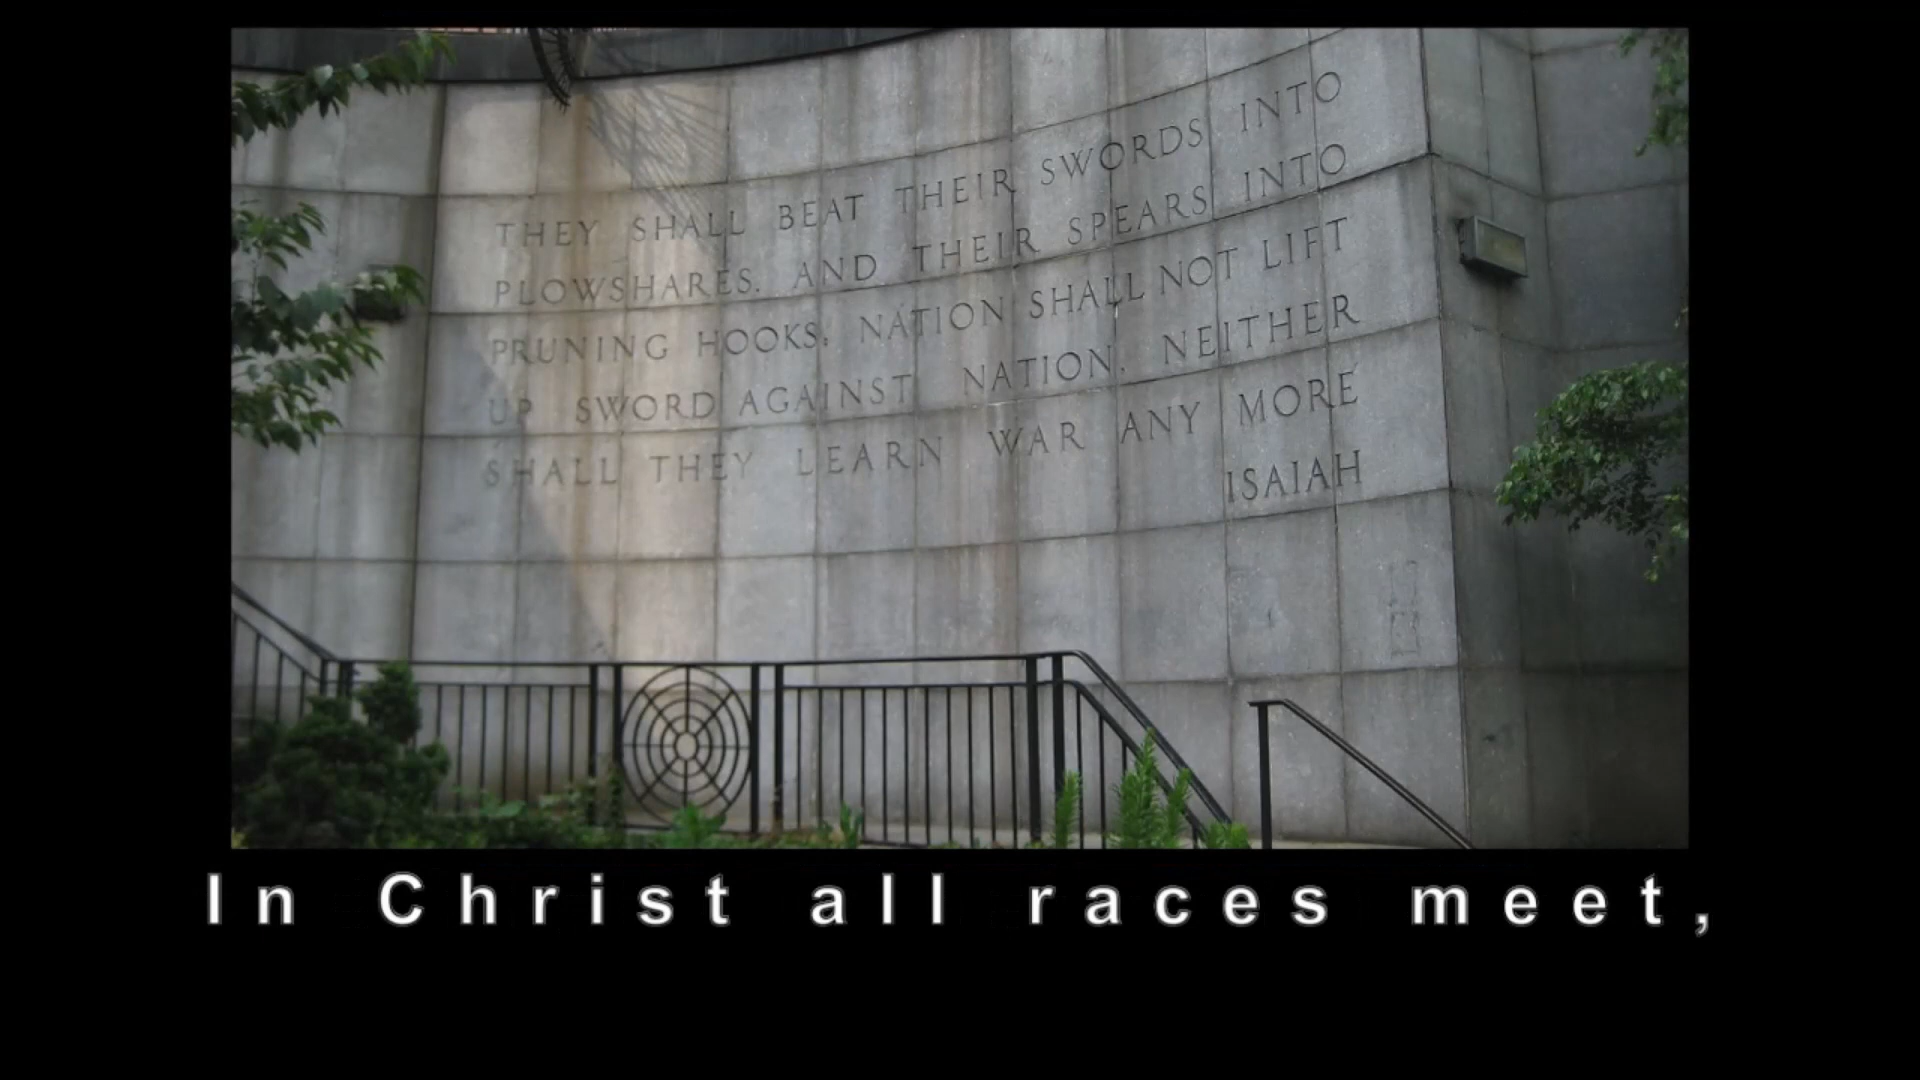 THEY SHALL BEAT THEIR SWORDS INTO
PLOWSHARES. AND THEIR SPEARS INTO
PRUNING HOOKS; NATION SHALL NOT LIFT
UP SWORD AGAINST NATION. NEITHER
SHALL THEY LEARN WAR ANY MORE
ISAIAH
In Christ all races meet,